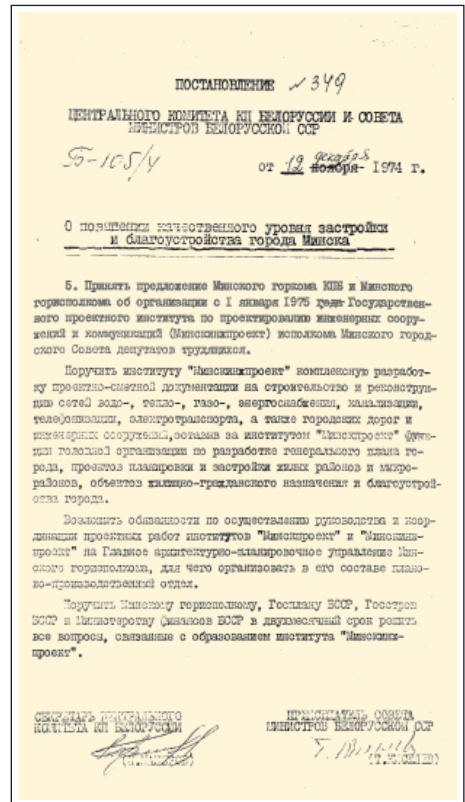 ПОСТАНОВЛЕНИЕ №349
ЦЕНТРАЛЬНОГО КОМИТЕТА КП БЕЛОРУССИИ И СОВЕТА
МИНИСТРОВ БЕЛОРУССКОЙ ССР
Б-105/4
декабря
от 12 ноября 1974 г.
О повышении качественного уровня застройки
и благоустройства города Минска
5. Принять предложение Минского горкома КПБ и Минского
горисполкома об организации с I января 1975 года Государствен-
ного проектного института по проектированию инженерных соору-
жений и коммуникаций (Минскинжпроект) исполкома Минского город-
ского Совета депутатов трудящихся.
Поручить институту "Минскинжпроект" комплексную разработ-
ку проектно-сметной документации на строительство и реконструк-
цию сетей водо-, тепло-, газо-, энергоснабжения, канализации,
телефонизации, электротранспорта, а также городских дорог и
инженерных сооружений, оставив за институтом "Минскпроект" функ-
ции головной организации по разработке генерального плана го-
рода, проектов планировки и застройки жилых районов и микро-
районов, объектов жилищно-гражданского назначения и благоустрой-
ства города.
Возложить обязанности по осуществлению руководства и коор-
динации проектных работ институтов "Минскпроект" и "Минскинж-
проект" на Главное архитектурно-планировочное управление Мин-
ского горисполкома, для чего организовать в его составе плано-
во-производственный отдел.
Поручить Минскому горисполкому, Госплану БССР, Госстрою
БССР и Министерству финансов БССР в двухмесячный срок решить
все вопросы, связанные с образованием института "Минскинж-
проект".
СЕКРЕТАРЬ ЦЕНТРАЛЬНОГО
КОМИТЕТА КП БЕЛОРУССИИ
ПРЕДСЕДАТЕЛЬ СОВЕТА
МИНИСТРОВ БЕЛОРУССКОЙ ССР